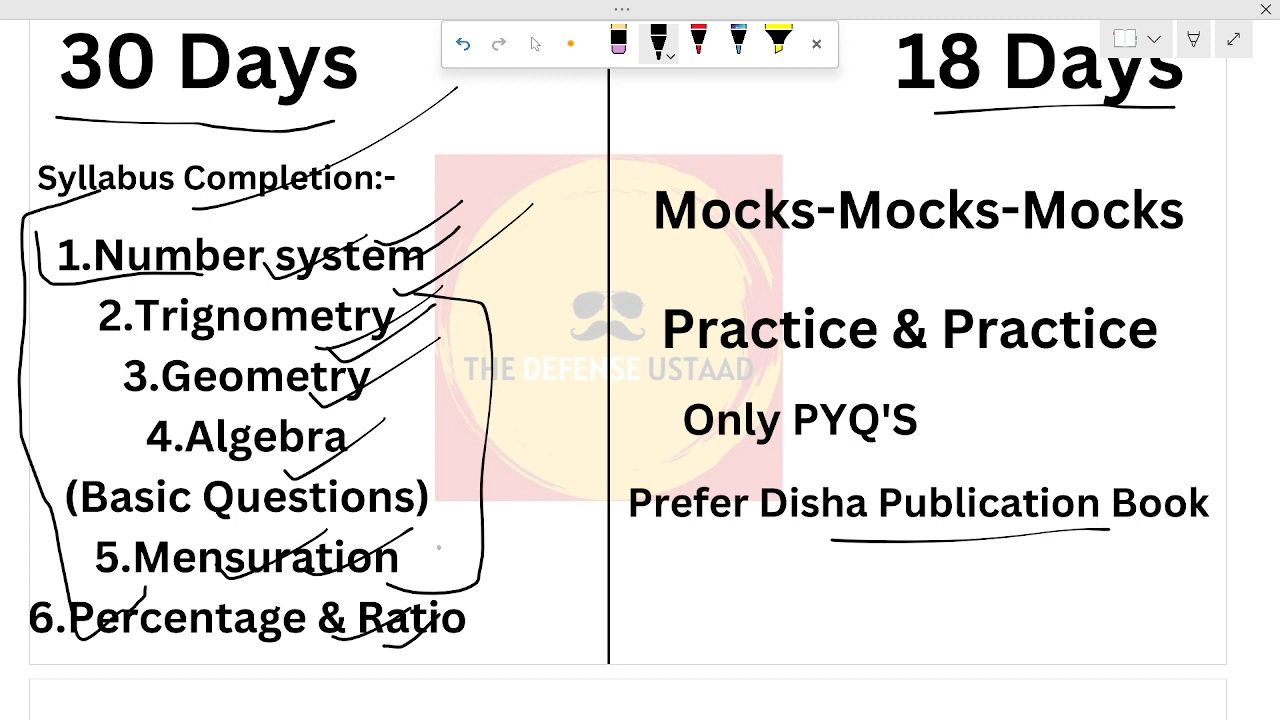 30 Days
Syllabus Completion:-
1.Number system
2.Trignometry
3.Geometry
4.Algebra
(Basic Questions)
5.Mensuration
6.Percentage & Ratio
18 Days
Mocks-Mocks-Mocks
Practice & Practice
THE DEFENSE USTAAD
Only PYQ'S
Prefer Disha Publication Book